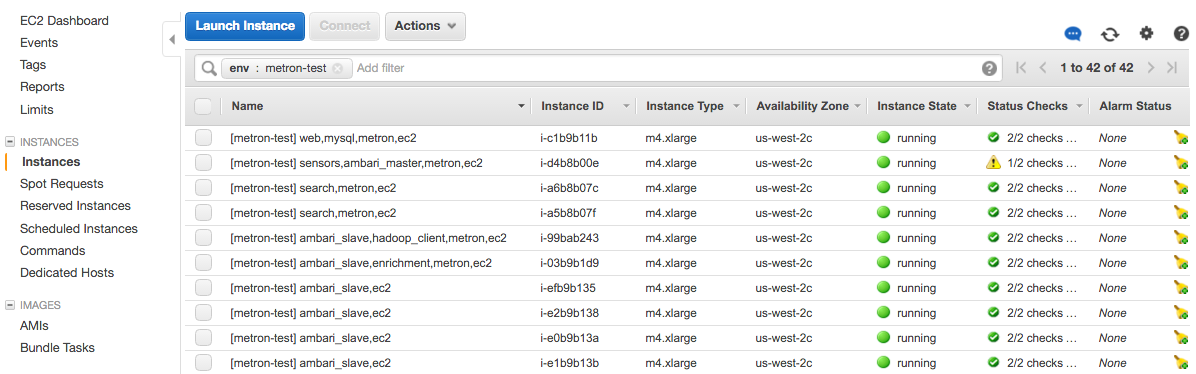 EC2 Dashboard
Events
Tags
Reports
Limits
INSTANCES
Instances
Spot Requests
Reserved Instances
Scheduled Instances
Commands
Dedicated Hosts
IMAGES
AMIs
Bundle Tasks
Launch Instance Connect Actions
env : metron-test Add filter 1 to 42 of 42
Name Instance ID Instance Type Availability Zone Instance State Status Checks Alarm Status
[metron-test] web,mysql,metron,ec2 i-c1b9b11b m4.xlarge us-west-2c running 2/2 checks ... None
[metron-test] sensors,ambari_master,metron,ec2 i-d4b8b00e m4.xlarge us-west-2c running 1/2 checks ... None
[metron-test] search,metron,ec2 i-a6b8b07c m4.xlarge us-west-2c running 2/2 checks ... None
[metron-test] search,metron,ec2 i-a5b8b07f m4.xlarge us-west-2c running 2/2 checks ... None
[metron-test] ambari_slave,hadoop_client,metron,ec2 i-99bab243 m4.xlarge us-west-2c running 2/2 checks ... None
[metron-test] ambari_slave,enrichment,metron,ec2 i-03b9b1d9 m4.xlarge us-west-2c running 2/2 checks ... None
[metron-test] ambari_slave,ec2 i-efb9b135 m4.xlarge us-west-2c running 2/2 checks ... None
[metron-test] ambari_slave,ec2 i-e2b9b138 m4.xlarge us-west-2c running 2/2 checks ... None
[metron-test] ambari_slave,ec2 i-e0b9b13a m4.xlarge us-west-2c running 2/2 checks ... None
[metron-test] ambari_slave,ec2 i-e1b9b13b m4.xlarge us-west-2c running 2/2 checks ... None